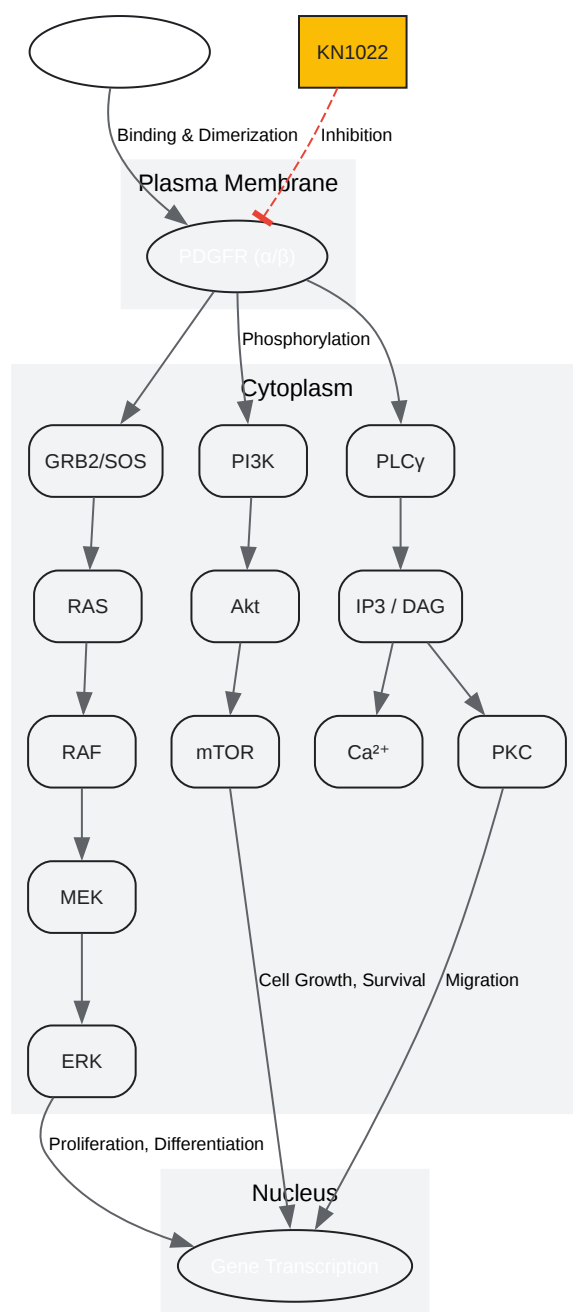 KN1022
Binding & Dimerization
Inhibition
Plasma Membrane
PDGFR (α/β)
Phosphorylation
Cytoplasm
GRB2/SOS
PI3K
PLCγ
RAS
Akt
IP3 / DAG
RAF
mTOR
Ca²⁺
PKC
MEK
Cell Growth, Survival
Migration
ERK
Proliferation, Differentiation
Nucleus
Gene Transcription